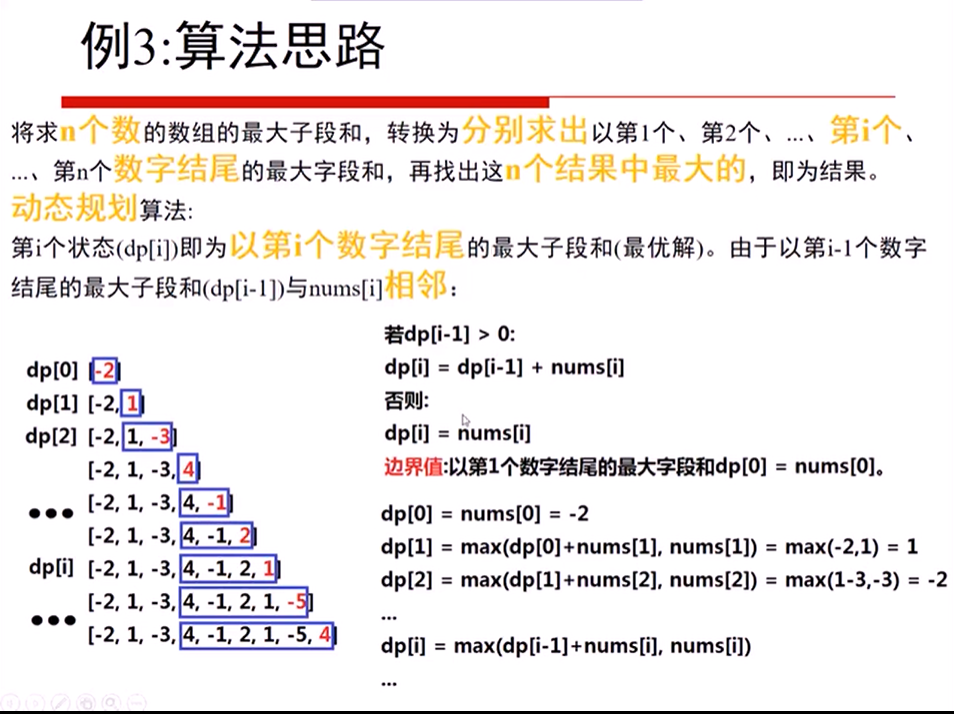 例3:算法思路
将求n个数的数组的最大子段和，转换为分别求出以第1个、第2个、...、第i个、
...、第n个数字结尾的最大字段和，再找出这n个结果中最大的，即为结果。
动态规划算法:
第i个状态(dp[i])即为以第i个数字结尾的最大子段和(最优解)。由于以第i-1个数字
结尾的最大子段和(dp[i-1])与nums[i]相邻：
dp[0] [-2]
dp[1] [-2, 1]
dp[2] [-2, 1, -3]
[-2, 1, -3, 4]
••• [-2, 1, -3, 4, -1]
[-2, 1, -3, 4, -1, 2]
dp[i] [-2, 1, -3, 4, -1, 2, 1]
[-2, 1, -3, 4, -1, 2, 1, -5]
••• [-2, 1, -3, 4, -1, 2, 1, -5, 4]
若dp[i-1] > 0:
dp[i] = dp[i-1] + nums[i]
否则:
dp[i] = nums[i]
边界值:以第1个数字结尾的最大字段和dp[0] = nums[0]。
dp[0] = nums[0] = -2
dp[1] = max(dp[0]+nums[1], nums[1]) = max(-2,1) = 1
dp[2] = max(dp[1]+nums[2], nums[2]) = max(1-3,-3) = -2
...
dp[i] = max(dp[i-1]+nums[i], nums[i])
...